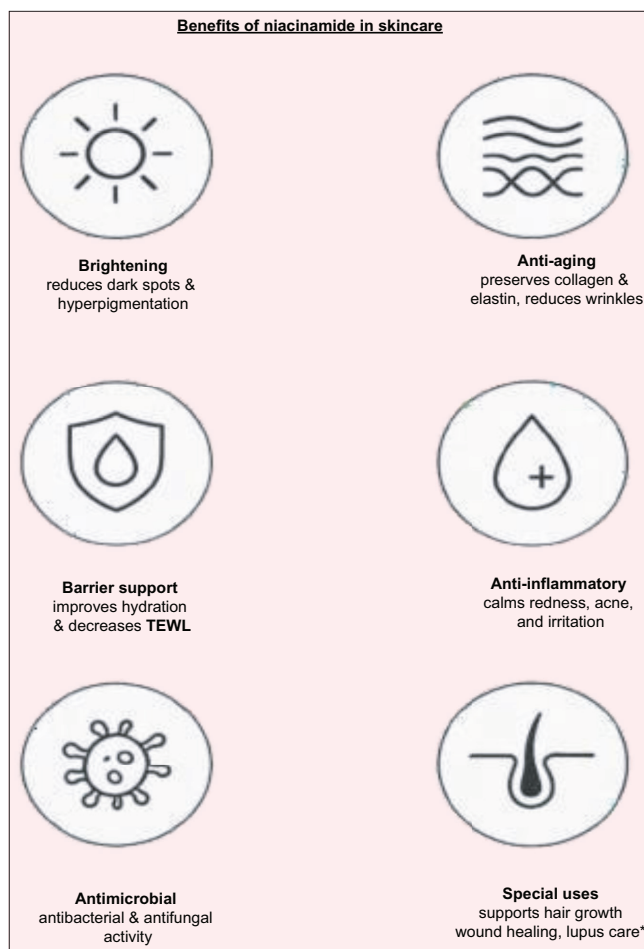 Benefits of niacinamide in skincare
Brightening
reduces dark spots &
hyperpigmentation
Anti-aging
preserves collagen &
elastin, reduces wrinkles
Barrier support
improves hydration
& decreases TEWL
Anti-inflammatory
calms redness, acne,
and irritation
Antimicrobial
antibacterial & antifungal
activity
Special uses
supports hair growth
wound healing, lupus care*